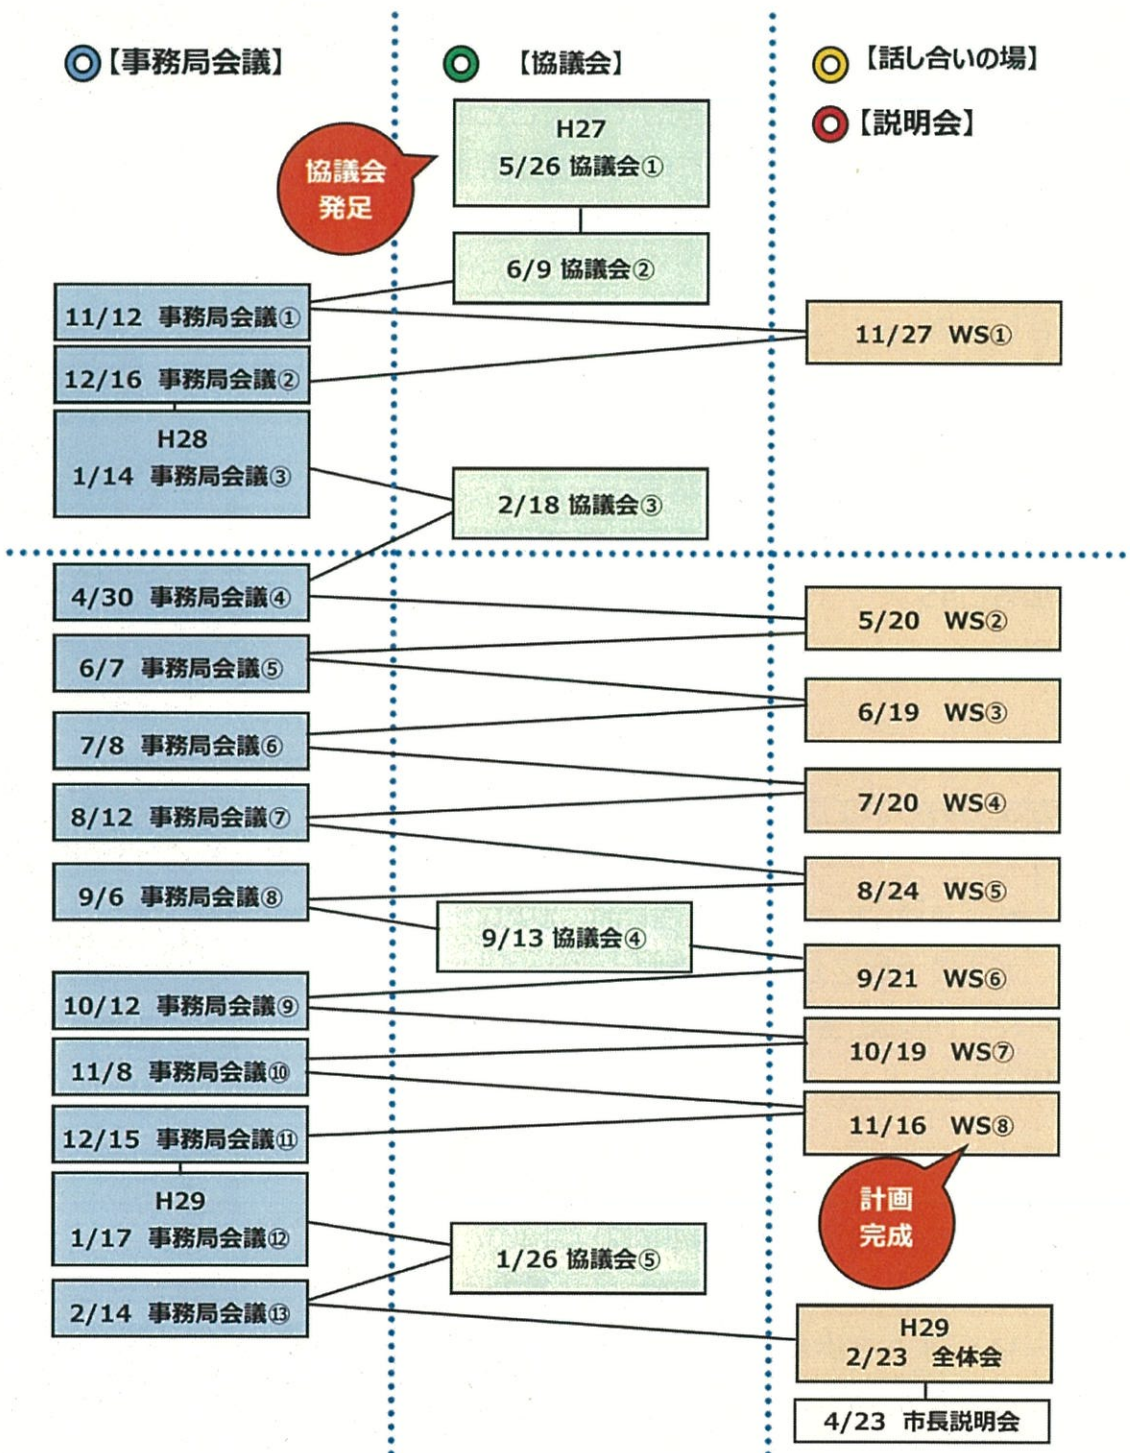 【事務局会議】
【協議会】
【話し合いの場】
【説明会】
協議会
発足
H27
5/26 協議会①
6/9 協議会②
11/12 事務局会議①
11/27 WS①
12/16 事務局会議②
H28
1/14 事務局会議③
2/18 協議会③
4/30 事務局会議④
5/20 WS②
6/7 事務局会議⑤
6/19 WS③
7/8 事務局会議⑥
7/20 WS④
8/12 事務局会議⑦
8/24 WS⑤
9/6 事務局会議⑧
9/13 協議会④
9/21 WS⑥
10/12 事務局会議⑨
10/19 WS⑦
11/8 事務局会議⑩
11/16 WS⑧
12/15 事務局会議⑪
計画
完成
H29
1/17 事務局会議⑫
1/26 協議会⑤
2/14 事務局会議⑬
H29
2/23 全体会
4/23 市長説明会